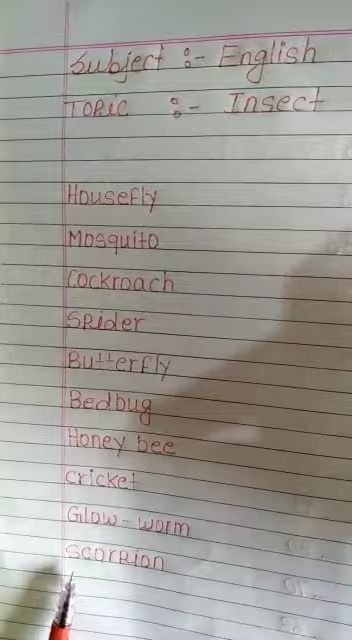 Subject :- English
Topic :- Insect
Housefly
Mosquito
Cockroach
Spider
Butterfly
Bedbug
Honey bee
Cricket
Glow-worm
Scorpion